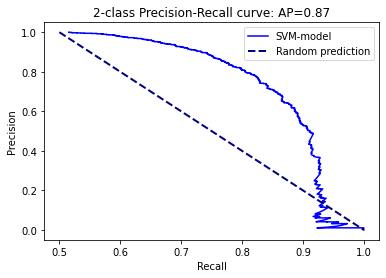 2-class Precision-Recall curve: AP=0.87
SVM-model
Random prediction
Precision
1.0
0.8
0.6
0.4
0.2
0.0
0.5 0.6 0.7 0.8 0.9 1.0
Recall